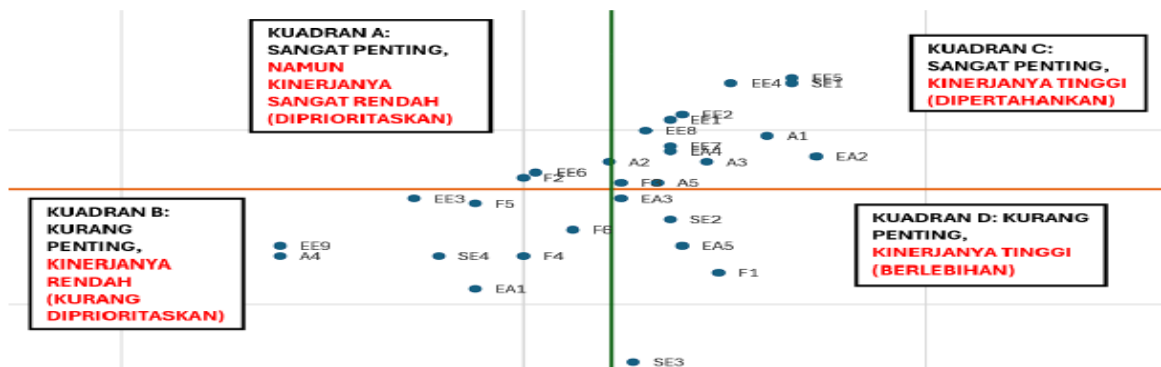 KUADRAN A:
SANGAT PENTING,
NAMUN
KINERJANYA
SANGAT RENDAH
(DIPRIORITASKAN)
KUADRAN C:
SANGAT PENTING,
KINERJANYA TINGGI
(DIPERTAHANKAN)
EE5
EE4
SE1
EE2
EE1
EE8
A1
EE7
EA4
EA2
A2
A3
EE6
F2
A5
EE3
EA3
F5
SE2
F6
EE9
EA5
A4
SE4
F4
F1
EA1
SE3
KUADRAN B:
KURANG
PENTING,
KINERJANYA
RENDAH
(KURANG
DIPRIORITASKAN)
KUADRAN D: KURANG
PENTING,
KINERJANYA TINGGI
(BERLEBIHAN)